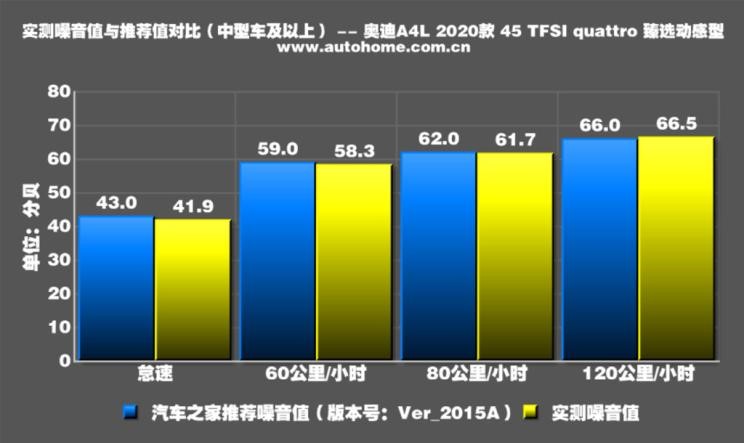 实测噪音值与推荐值对比（中型车及以上）-- 奥迪A4L 2020款 45 TFSI quattro 臻选动感型
www.autohome.com.cn
单位：分贝
80
70
60
50
40
30
20
10
0
43.0 41.9 59.0 58.3 62.0 61.7 66.0 66.5
怠速 60公里/小时 80公里/小时 120公里/小时
汽车之家推荐噪音值（版本号：Ver_2015A） 实测噪音值